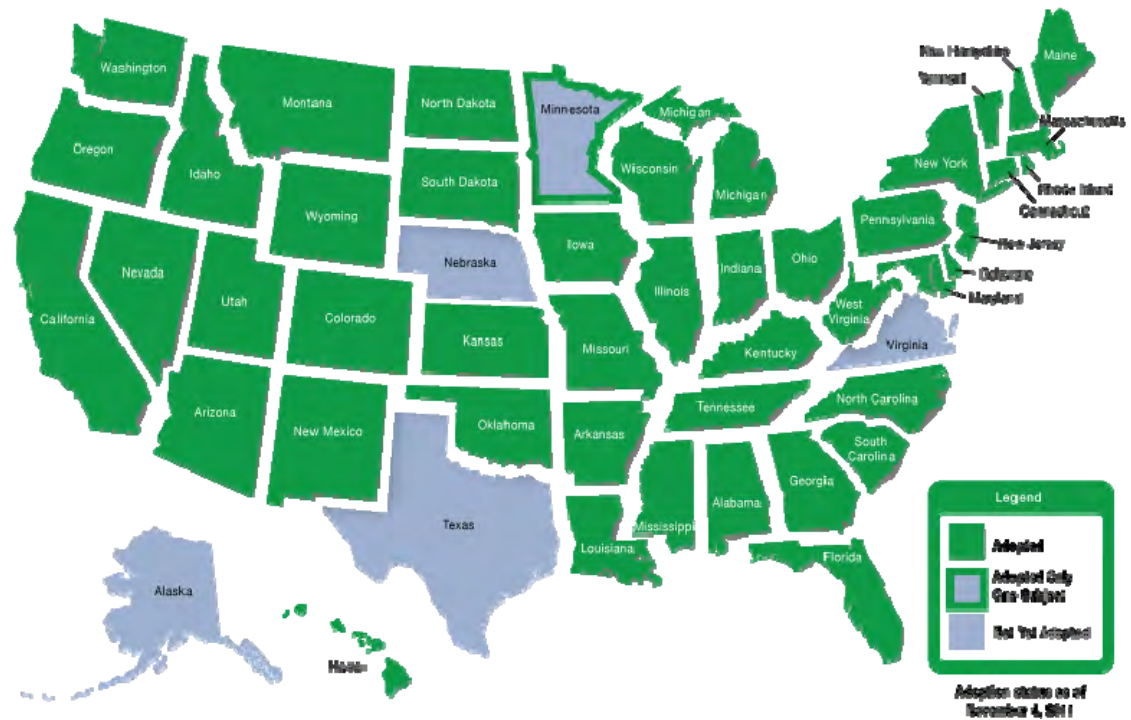 Maine
New Hampshire
Washington
Vermont
Montana
North Dakota
Minnesota
Michigan
Massachusetts
Oregon
Idaho
South Dakota
Wisconsin
New York
Michigan
Rhode Island
Wyoming
Connecticut
Pennsylvania
Iowa
New Jersey
Nebraska
Ohio
Nevada
Indiana
Delaware
Illinois
Utah
Maryland
West
Virginia
California
Colorado
Kansas
Missouri
Kentucky
Virginia
North Carolina
Tennessee
Arizona
New Mexico
Oklahoma
Arkansas
South
Carolina
Georgia
Alabama
Legend
Texas
Mississippi
Louisiana
Florida
Adopted
Adopted Only
One Subject
Alaska
Not Yet Adopted
Adoption status as of